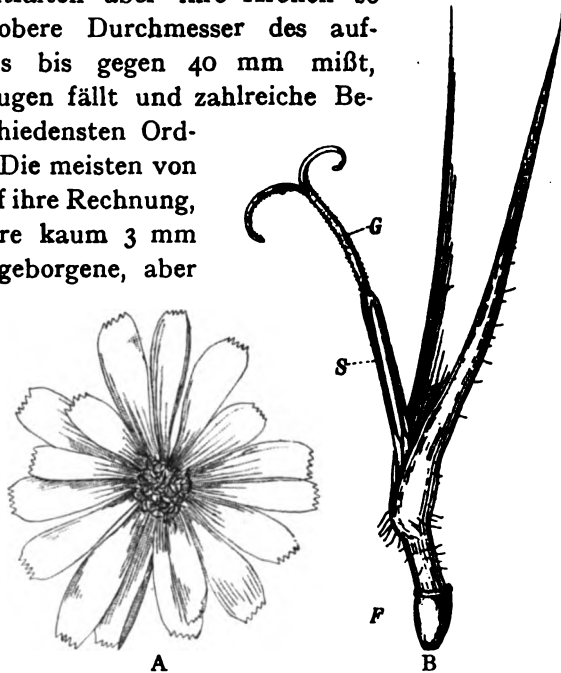 obere Durchmesser des auf-
s bis gegen 40 mm mißt,
ugen fällt und zahlreiche Be-
hiedensten Ord-
Die meisten von
f ihre Rechnung,
re kaum 3 mm
geborgene, aber
G
S
F
A
B